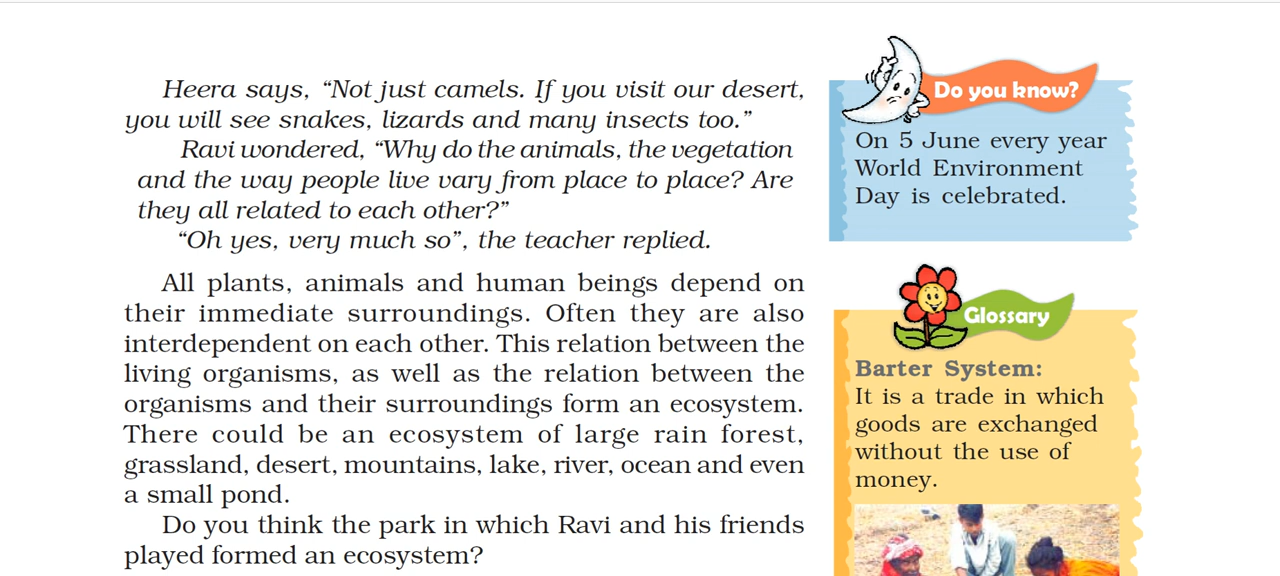 Heera says, “Not just camels. If you visit our desert,
you will see snakes, lizards and many insects too.”
Ravi wondered, “Why do the animals, the vegetation
and the way people live vary from place to place? Are
they all related to each other?”
“Oh yes, very much so”, the teacher replied.
All plants, animals and human beings depend on
their immediate surroundings. Often they are also
interdependent on each other. This relation between the
living organisms, as well as the relation between the
organisms and their surroundings form an ecosystem.
There could be an ecosystem of large rain forest,
grassland, desert, mountains, lake, river, ocean and even
a small pond.
Do you think the park in which Ravi and his friends
played formed an ecosystem?
Do you know?
On 5 June every year
World Environment
Day is celebrated.
Glossary
Barter System:
It is a trade in which
goods are exchanged
without the use of
money.